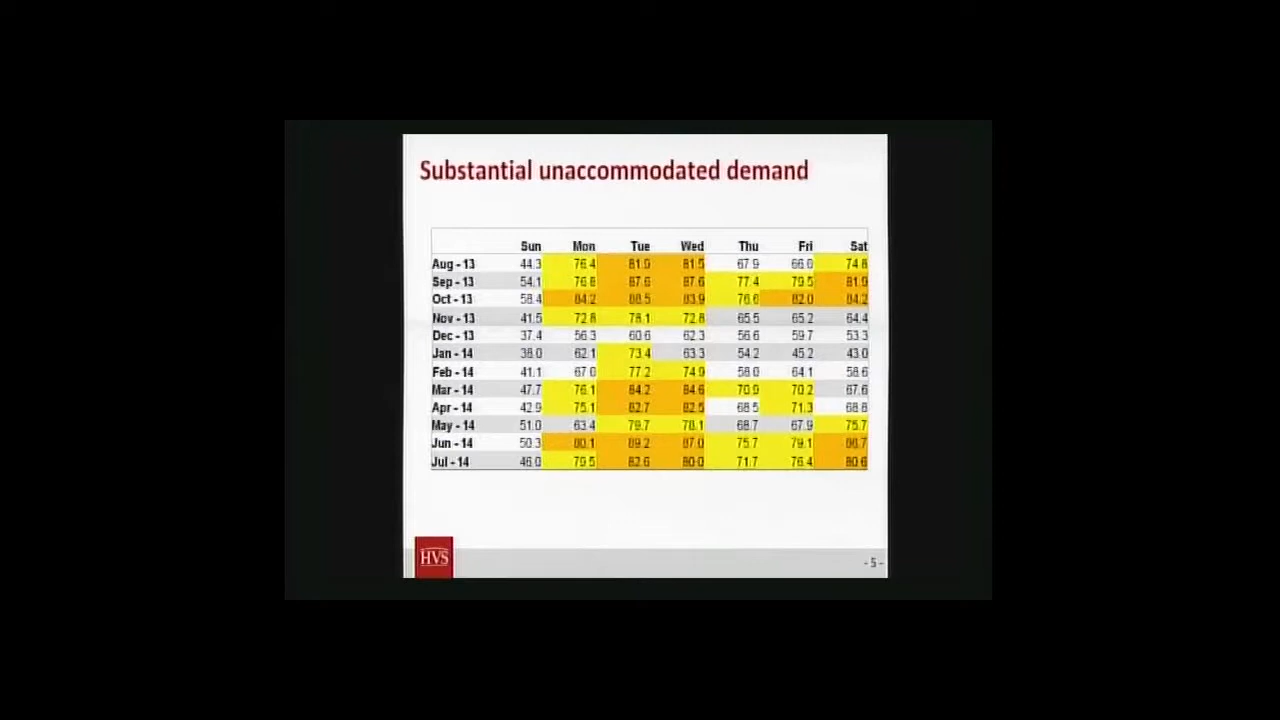 Substantial unaccommodated demand
Sun Mon Tue Wed Thu Fri Sat
Aug - 13 44.3 76.4 81.5 67.9 66.0 74.8
Sep - 13 54.1 76.8 87.6 87.6 77.4 79.5 81.9
Oct - 13 58.4 84.2 83.9 76.6 82.0 84.2
Nov - 13 41.5 72.8 78.1 72.8 65.5 65.2 64.4
Dec - 13 37.4 56.3 60.6 62.3 56.6 59.7 53.3
Jan - 14 38.0 62.1 73.4 63.3 54.2 45.2 43.0
Feb - 14 41.1 67.0 77.2 74.9 58.0 64.1 58.6
Mar - 14 47.7 76.1 84.2 84.6 70.9 70.2 67.6
Apr - 14 42.9 75.1 82.7 82.5 68.5 71.3 68.8
May - 14 51.0 63.4 79.7 78.1 68.7 67.9 75.7
Jun - 14 50.3 80.1 89.2 87.0 75.7 79.1
Jul - 14 46.0 79.5 82.6 80.0 71.7 76.4 80.6
HVS
- 5 -